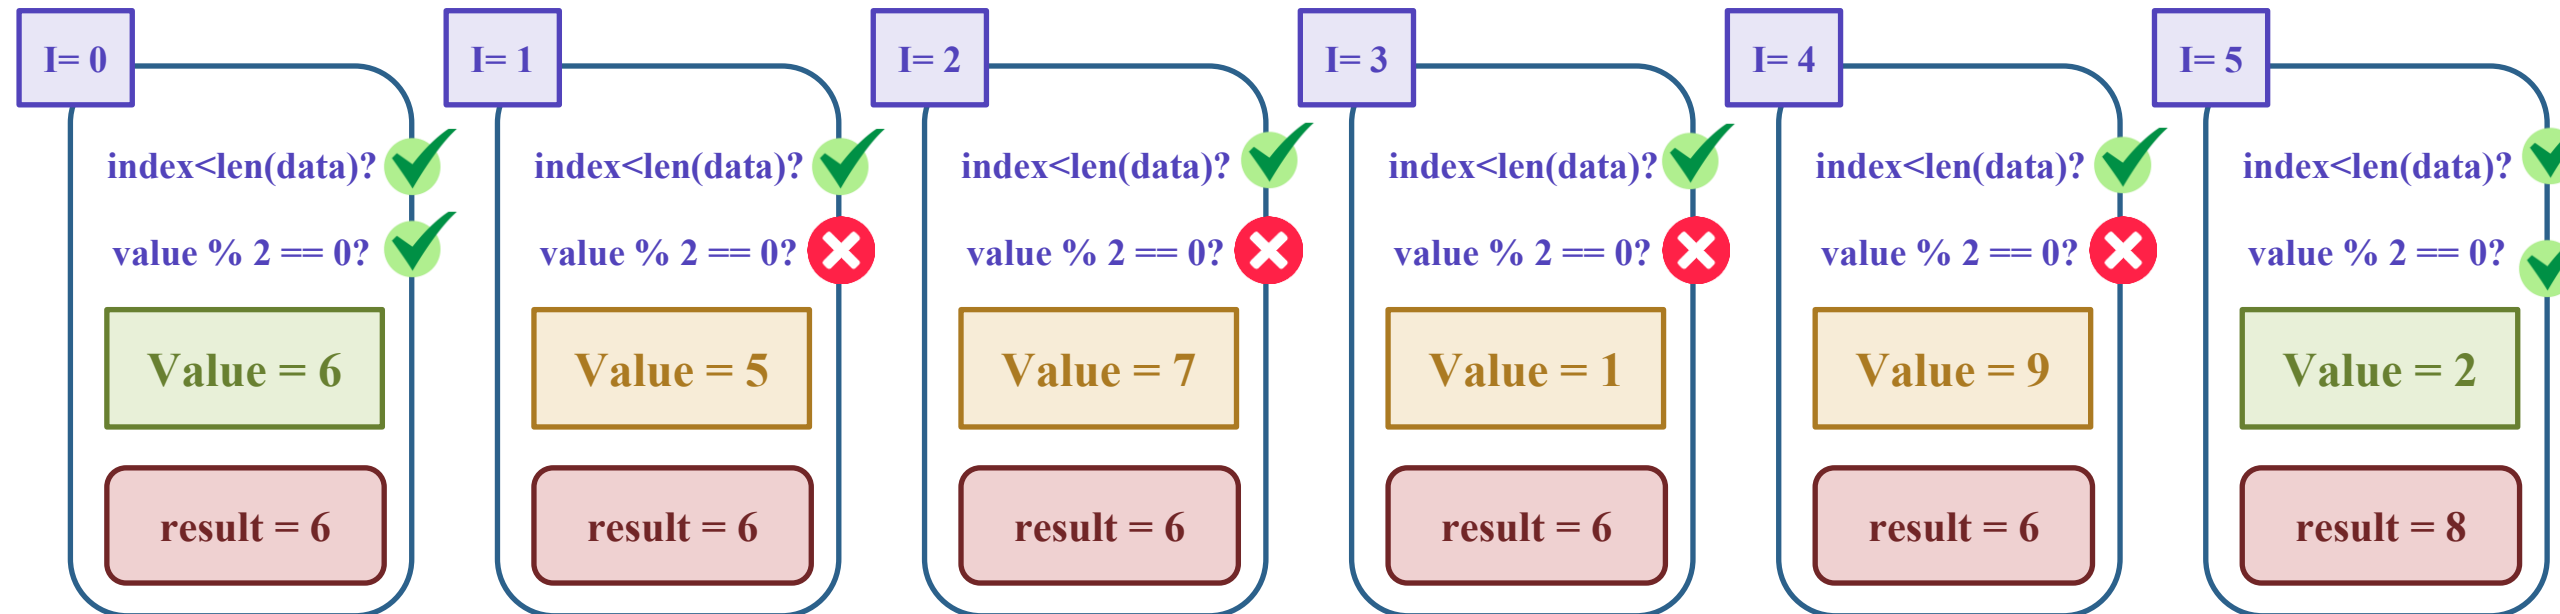 I= 0
index<len(data)?
value % 2 == 0?
Value = 6
result = 6
I= 1
index<len(data)?
value % 2 == 0?
Value = 5
result = 6
I= 2
index<len(data)?
value % 2 == 0?
Value = 7
result = 6
I= 3
index<len(data)?
value % 2 == 0?
Value = 1
result = 6
I= 4
index<len(data)?
value % 2 == 0?
Value = 9
result = 6
I= 5
index<len(data)?
value % 2 == 0?
Value = 2
result = 8